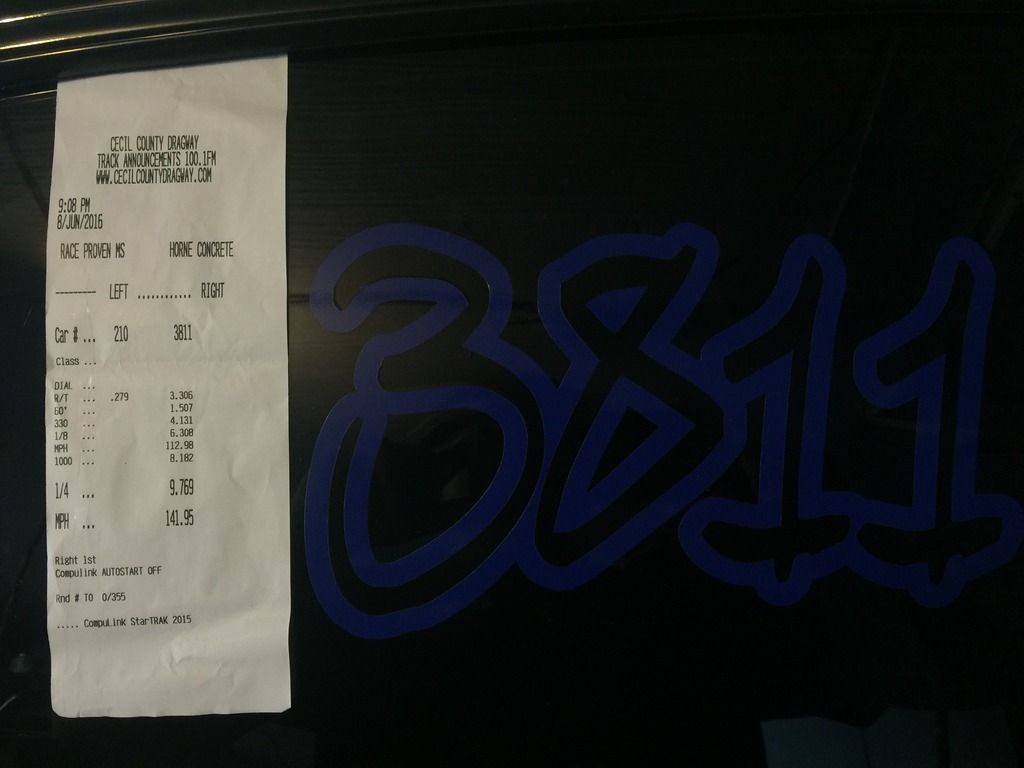 CECIL COUNTY DRAGWAY
TRACK ANNOUNCEMENTS 100.1FM
WWW.CECILCOUNTYDRAGWAY.COM
9:08 PM
8/JUN/2016
RACE PROVEN MS HORNE CONCRETE
--------- LEFT ............ RIGHT
Car # ... 210 3811
Class ...
DIAL ...
R/T ... .279 3.306
60' ... 1.507
330 ... 4.131
1/8 ... 6.308
MPH ... 112.98
1000 ... 8.182
1/4 ... 9.769
MPH ... 141.95
Right 1st
Compulink AUTOSTART OFF
Rnd # TO 0/355
..... CompuLink StarTRAK 2015
3811